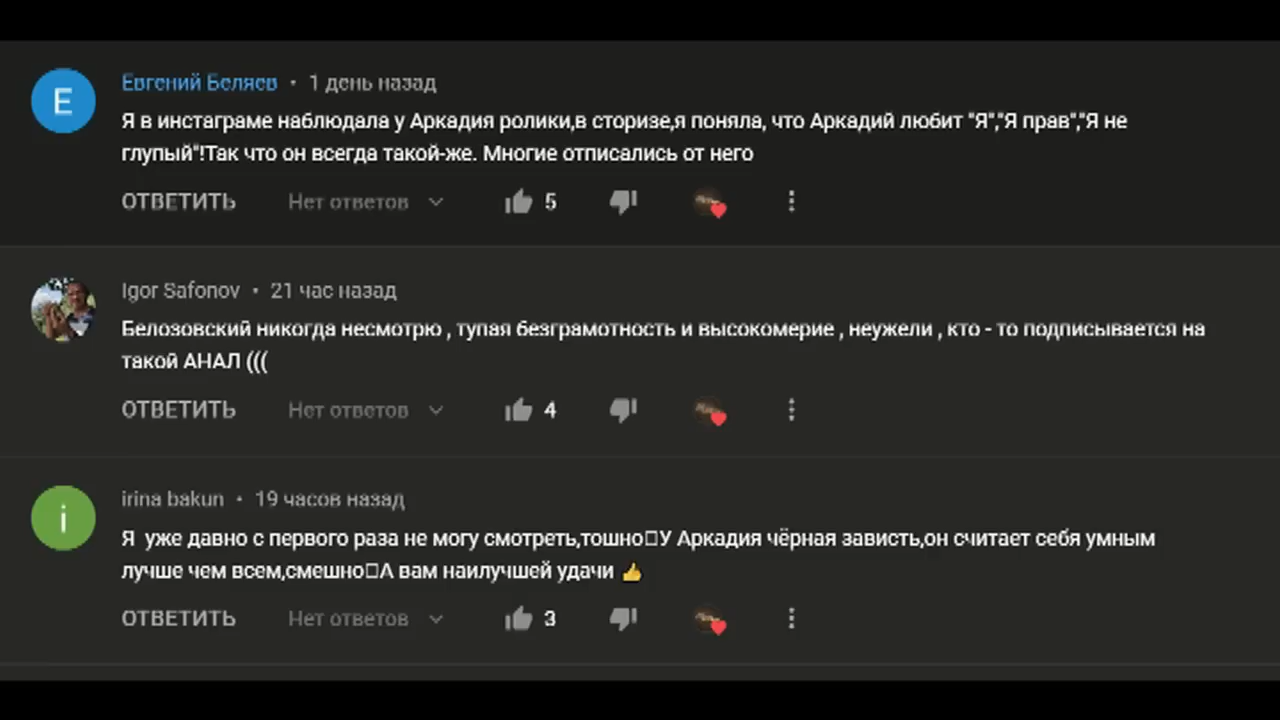 E
Евгений Беляев • 1 день назад
Я в инстаграме наблюдала у Аркадия ролики,в сторизе,я поняла, что Аркадий любит "Я","Я прав","Я не
глупый"!Так что он всегда такой-же. Многие отписались от него
ОТВЕТИТЬ Нет ответов 5
Igor Safonov • 21 час назад
Белозовский никогда несмотрю , тупая безграмотность и высокомерие , неужели , кто - то подписывается на
такой АНАЛ (((
ОТВЕТИТЬ Нет ответов 4
i
irina bakun • 19 часов назад
Я уже давно с первого раза не могу смотреть,тошно▯У Аркадия чёрная зависть,он считает себя умным
лучше чем всем,смешно▯А вам наилучшей удачи 👍
ОТВЕТИТЬ Нет ответов 3